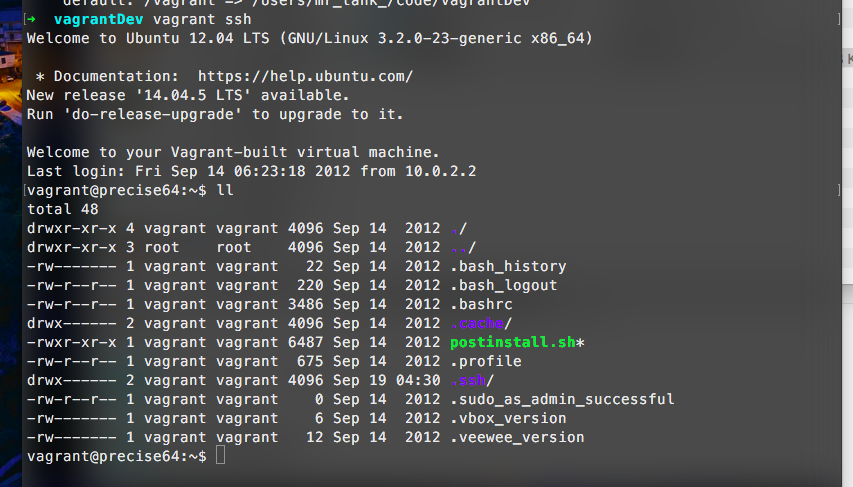 default: /vagrant => /Users/mr_tank_/code/vagrantDev
[➜  vagrantDev vagrant ssh ]
Welcome to Ubuntu 12.04 LTS (GNU/Linux 3.2.0-23-generic x86_64)
 * Documentation:  https://help.ubuntu.com/
New release '14.04.5 LTS' available.
Run 'do-release-upgrade' to upgrade to it.
Welcome to your Vagrant-built virtual machine.
Last login: Fri Sep 14 06:23:18 2012 from 10.0.2.2
[vagrant@precise64:~$ ll ]
total 48
drwxr-xr-x 4 vagrant vagrant 4096 Sep 14  2012 ./
drwxr-xr-x 3 root    root    4096 Sep 14  2012 ../
-rw------- 1 vagrant vagrant   22 Sep 14  2012 .bash_history
-rw-r--r-- 1 vagrant vagrant  220 Sep 14  2012 .bash_logout
-rw-r--r-- 1 vagrant vagrant 3486 Sep 14  2012 .bashrc
drwx------ 2 vagrant vagrant 4096 Sep 14  2012 .cache/
-rwxr-xr-x 1 vagrant vagrant 6487 Sep 14  2012 postinstall.sh*
-rw-r--r-- 1 vagrant vagrant  675 Sep 14  2012 .profile
drwx------ 2 vagrant vagrant 4096 Sep 19 04:30 .ssh/
-rw-r--r-- 1 vagrant vagrant    0 Sep 14  2012 .sudo_as_admin_successful
-rw------- 1 vagrant vagrant    6 Sep 14  2012 .vbox_version
-rw------- 1 vagrant vagrant   12 Sep 14  2012 .veewee_version
vagrant@precise64:~$